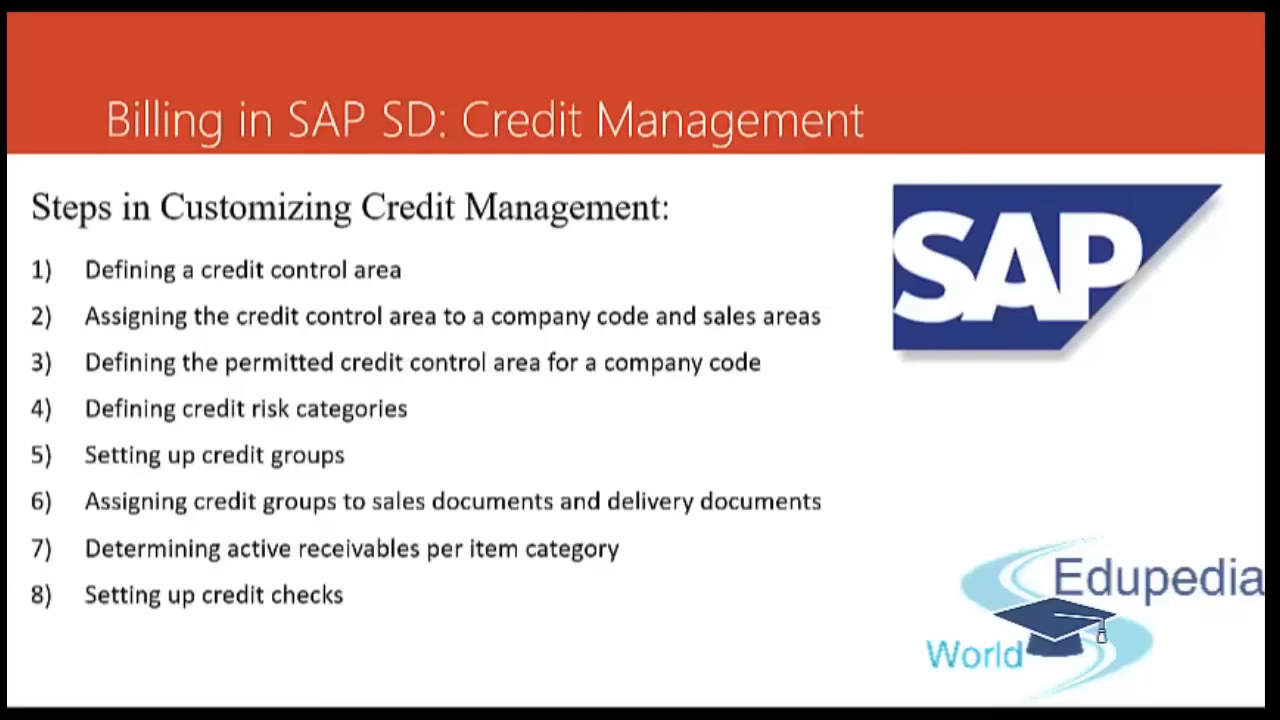 Billing in SAP SD: Credit Management
Steps in Customizing Credit Management:
1) Defining a credit control area
2) Assigning the credit control area to a company code and sales areas
3) Defining the permitted credit control area for a company code
4) Defining credit risk categories
5) Setting up credit groups
6) Assigning credit groups to sales documents and delivery documents
7) Determining active receivables per item category
8) Setting up credit checks
SAP
Edupedia
World